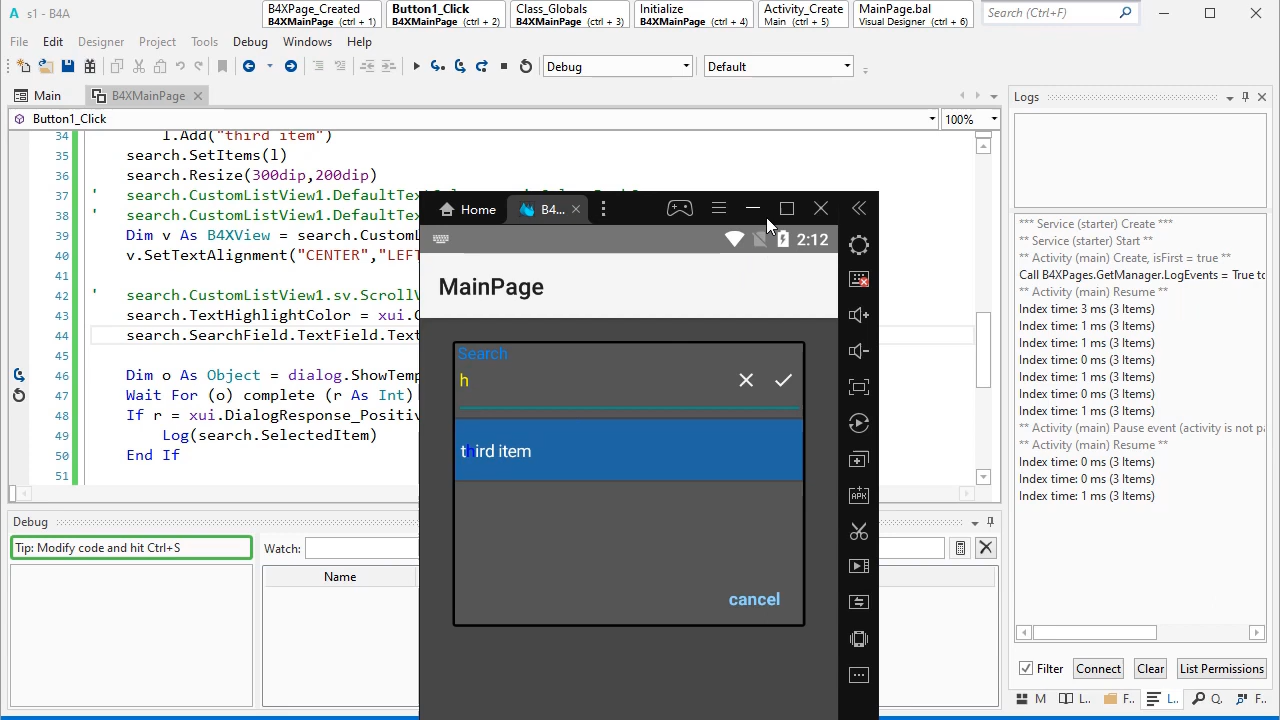 s1 - B4A
B4XPage_Created
B4XMainPage ( ctrl + 1)
Button1_Click
B4XMainPage ( ctrl + 2)
Class_Globals
B4XMainPage ( ctrl + 3)
Initialize
B4XMainPage ( ctrl + 4)
Activity_Create
Main ( ctrl + 5)
MainPage.bal
Visual Designer ( ctrl + 6)
Search (Ctrl+F)
File Edit Designer Project Tools Debug Windows Help
Debug
Default
Main
B4XMainPage
Button1_Click
100%
34 l.Add("third item")
35 search.SetItems(l)
36 search.Resize(300dip,200dip)
37 ' search.CustomListView1.DefaultText
38 ' search.CustomListView1.DefaultText
39 Dim v As B4XView = search.CustomL
40 v.SetTextAlignment("CENTER","LEF
41
42 ' search.CustomListView1.sv.ScrollV
43 search.TextHighlightColor = xui.C
44 search.SearchField.TextField.Text
45
46 Dim o As Object = dialog.ShowTemp
47 Wait For (o) complete (r As Int)
48 If r = xui.DialogResponse_Positiv
49 Log(search.SelectedItem)
50 End If
51
Home
B4...
2:12
MainPage
Search
h
third item
cancel
APK
Debug
Tip: Modify code and hit Ctrl+S
Watch:
Name
Logs
*** Service (starter) Create ***
** Service (starter) Start **
** Activity (main) Create, isFirst = true **
Call B4XPages.GetManager.LogEvents = True to
** Activity (main) Resume **
Index time: 3 ms (3 Items)
Index time: 1 ms (3 Items)
Index time: 1 ms (3 Items)
Index time: 0 ms (3 Items)
Index time: 1 ms (3 Items)
Index time: 0 ms (3 Items)
Index time: 1 ms (3 Items)
** Activity (main) Pause event (activity is not pa
** Activity (main) Resume **
Index time: 0 ms (3 Items)
Index time: 0 ms (3 Items)
Index time: 1 ms (3 Items)
Filter
Connect
Clear
List Permissions
M
L..
F..
L..
Q.
F..